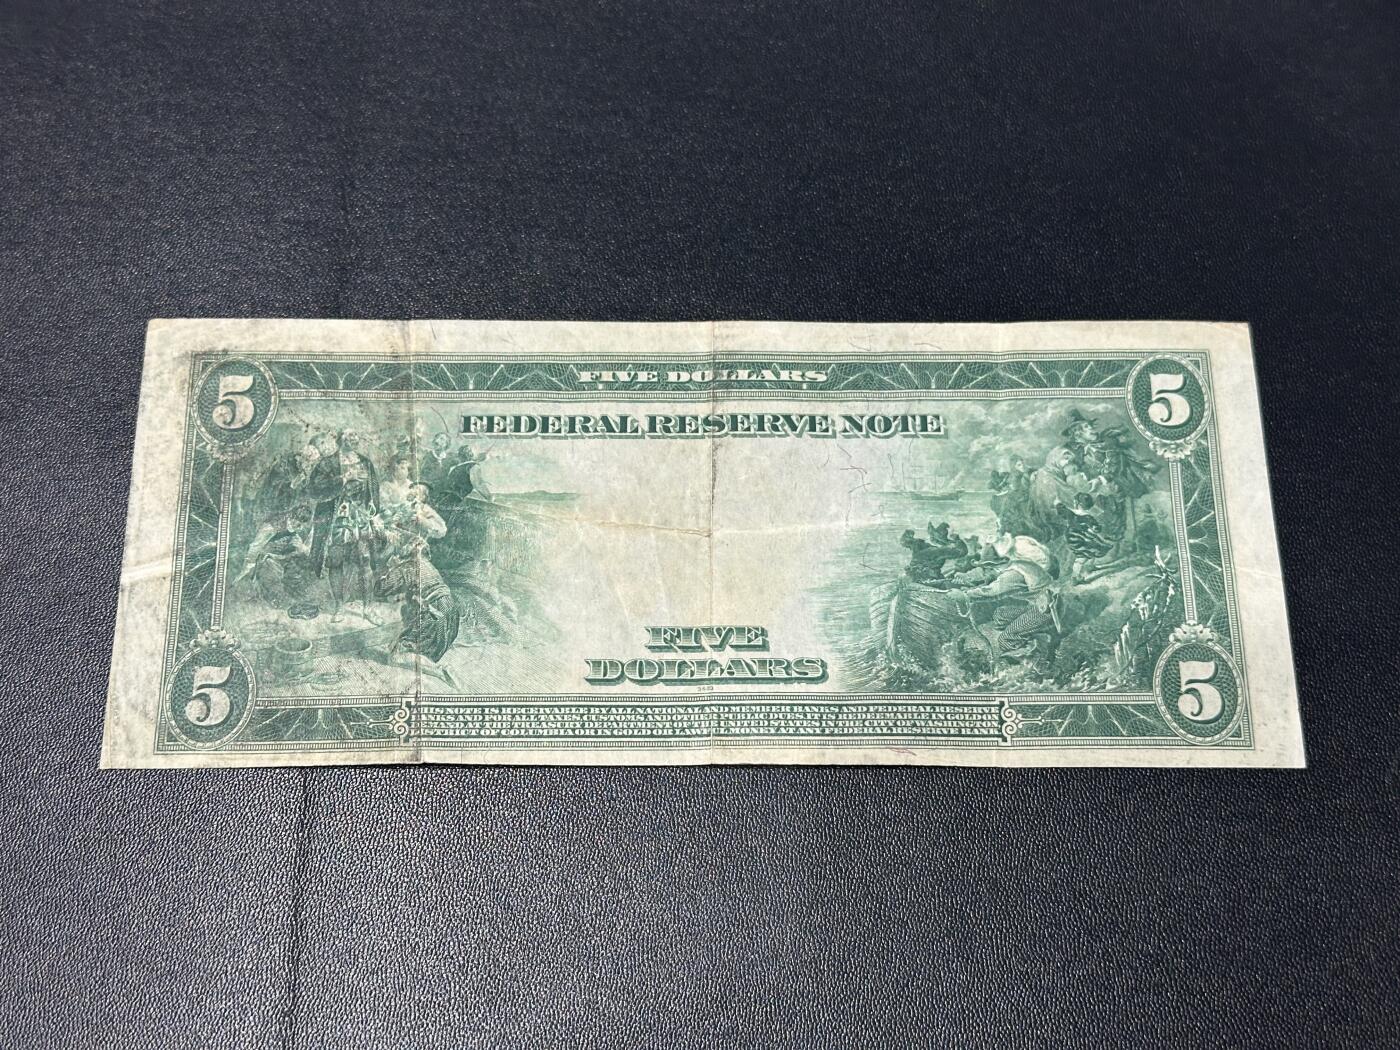 5 FIVE DOLLARS 5
FEDERAL RESERVE NOTE
FIVE
DOLLARS
5 5
THIS NOTE IS RECEIVABLE BY ALL NATIONAL AND MEMBER BANKS AND FEDERAL RESERVE
BANKS AND FOR ALL TAXES, CUSTOMS AND OTHER PUBLIC DUES. IT IS REDEEMABLE IN GOLD ON
DEMAND AT THE TREASURY DEPARTMENT OF THE UNITED STATES IN THE CITY OF WASHINGTON
DISTRICT OF COLUMBIA OR IN GOLD OR LAWFUL MONEY AT ANY FEDERAL RESERVE BANK